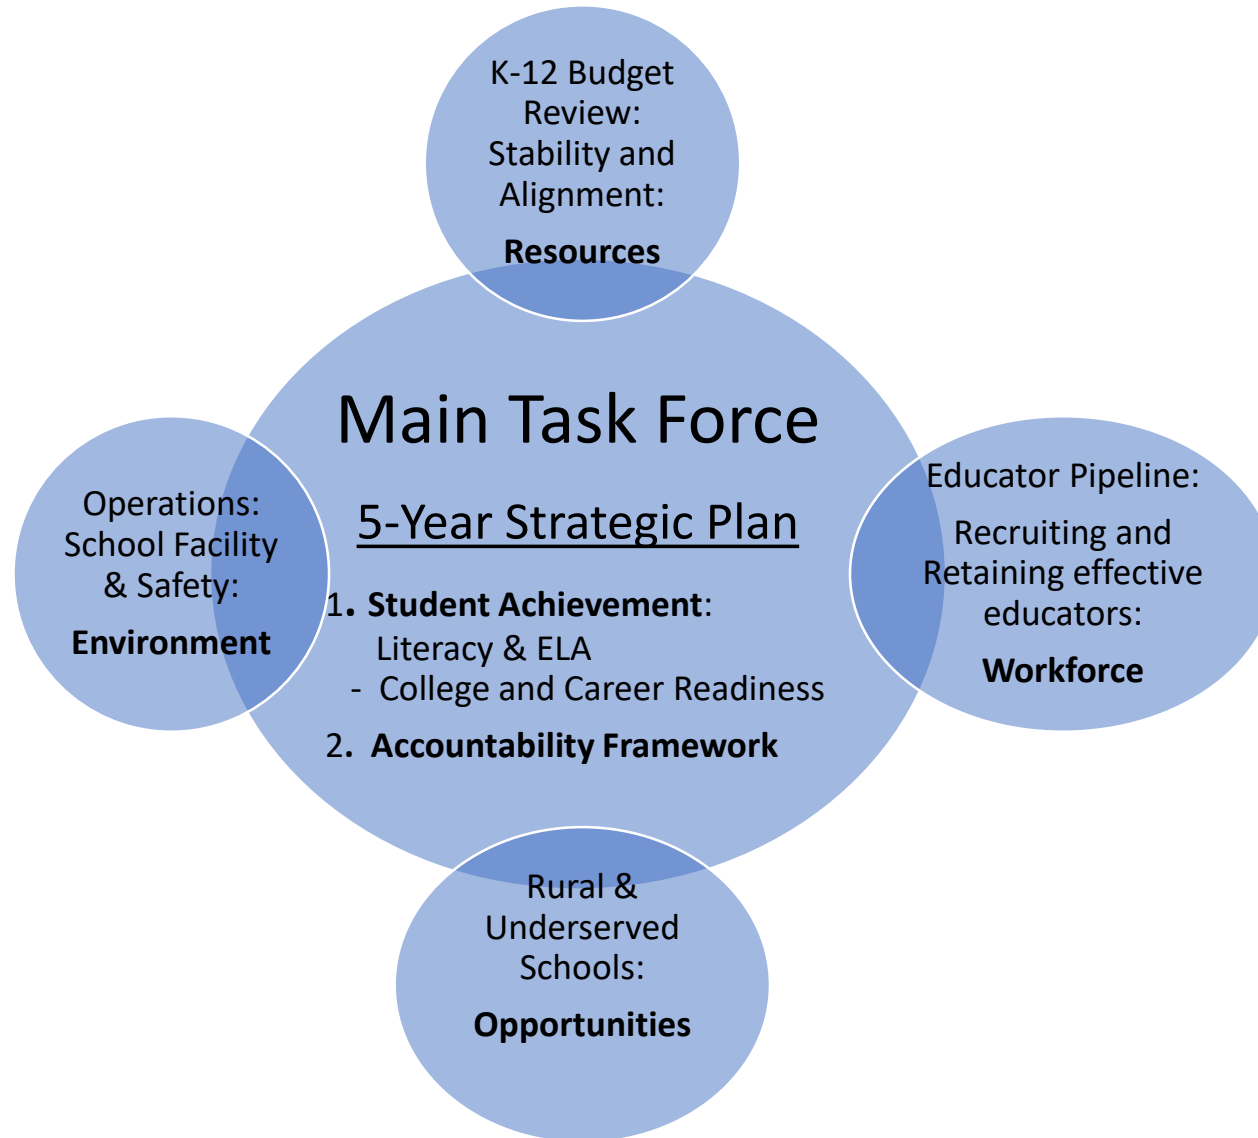 K-12 Budget
Review:
Stability and
Alignment:
Resources
Main Task Force
5-Year Strategic Plan
1. Student Achievement:
Literacy & ELA
- College and Career Readiness
2. Accountability Framework
Operations:
School Facility
& Safety:
Environment
Educator Pipeline:
Recruiting and
Retaining effective
educators:
Workforce
Rural &
Underserved
Schools:
Opportunities